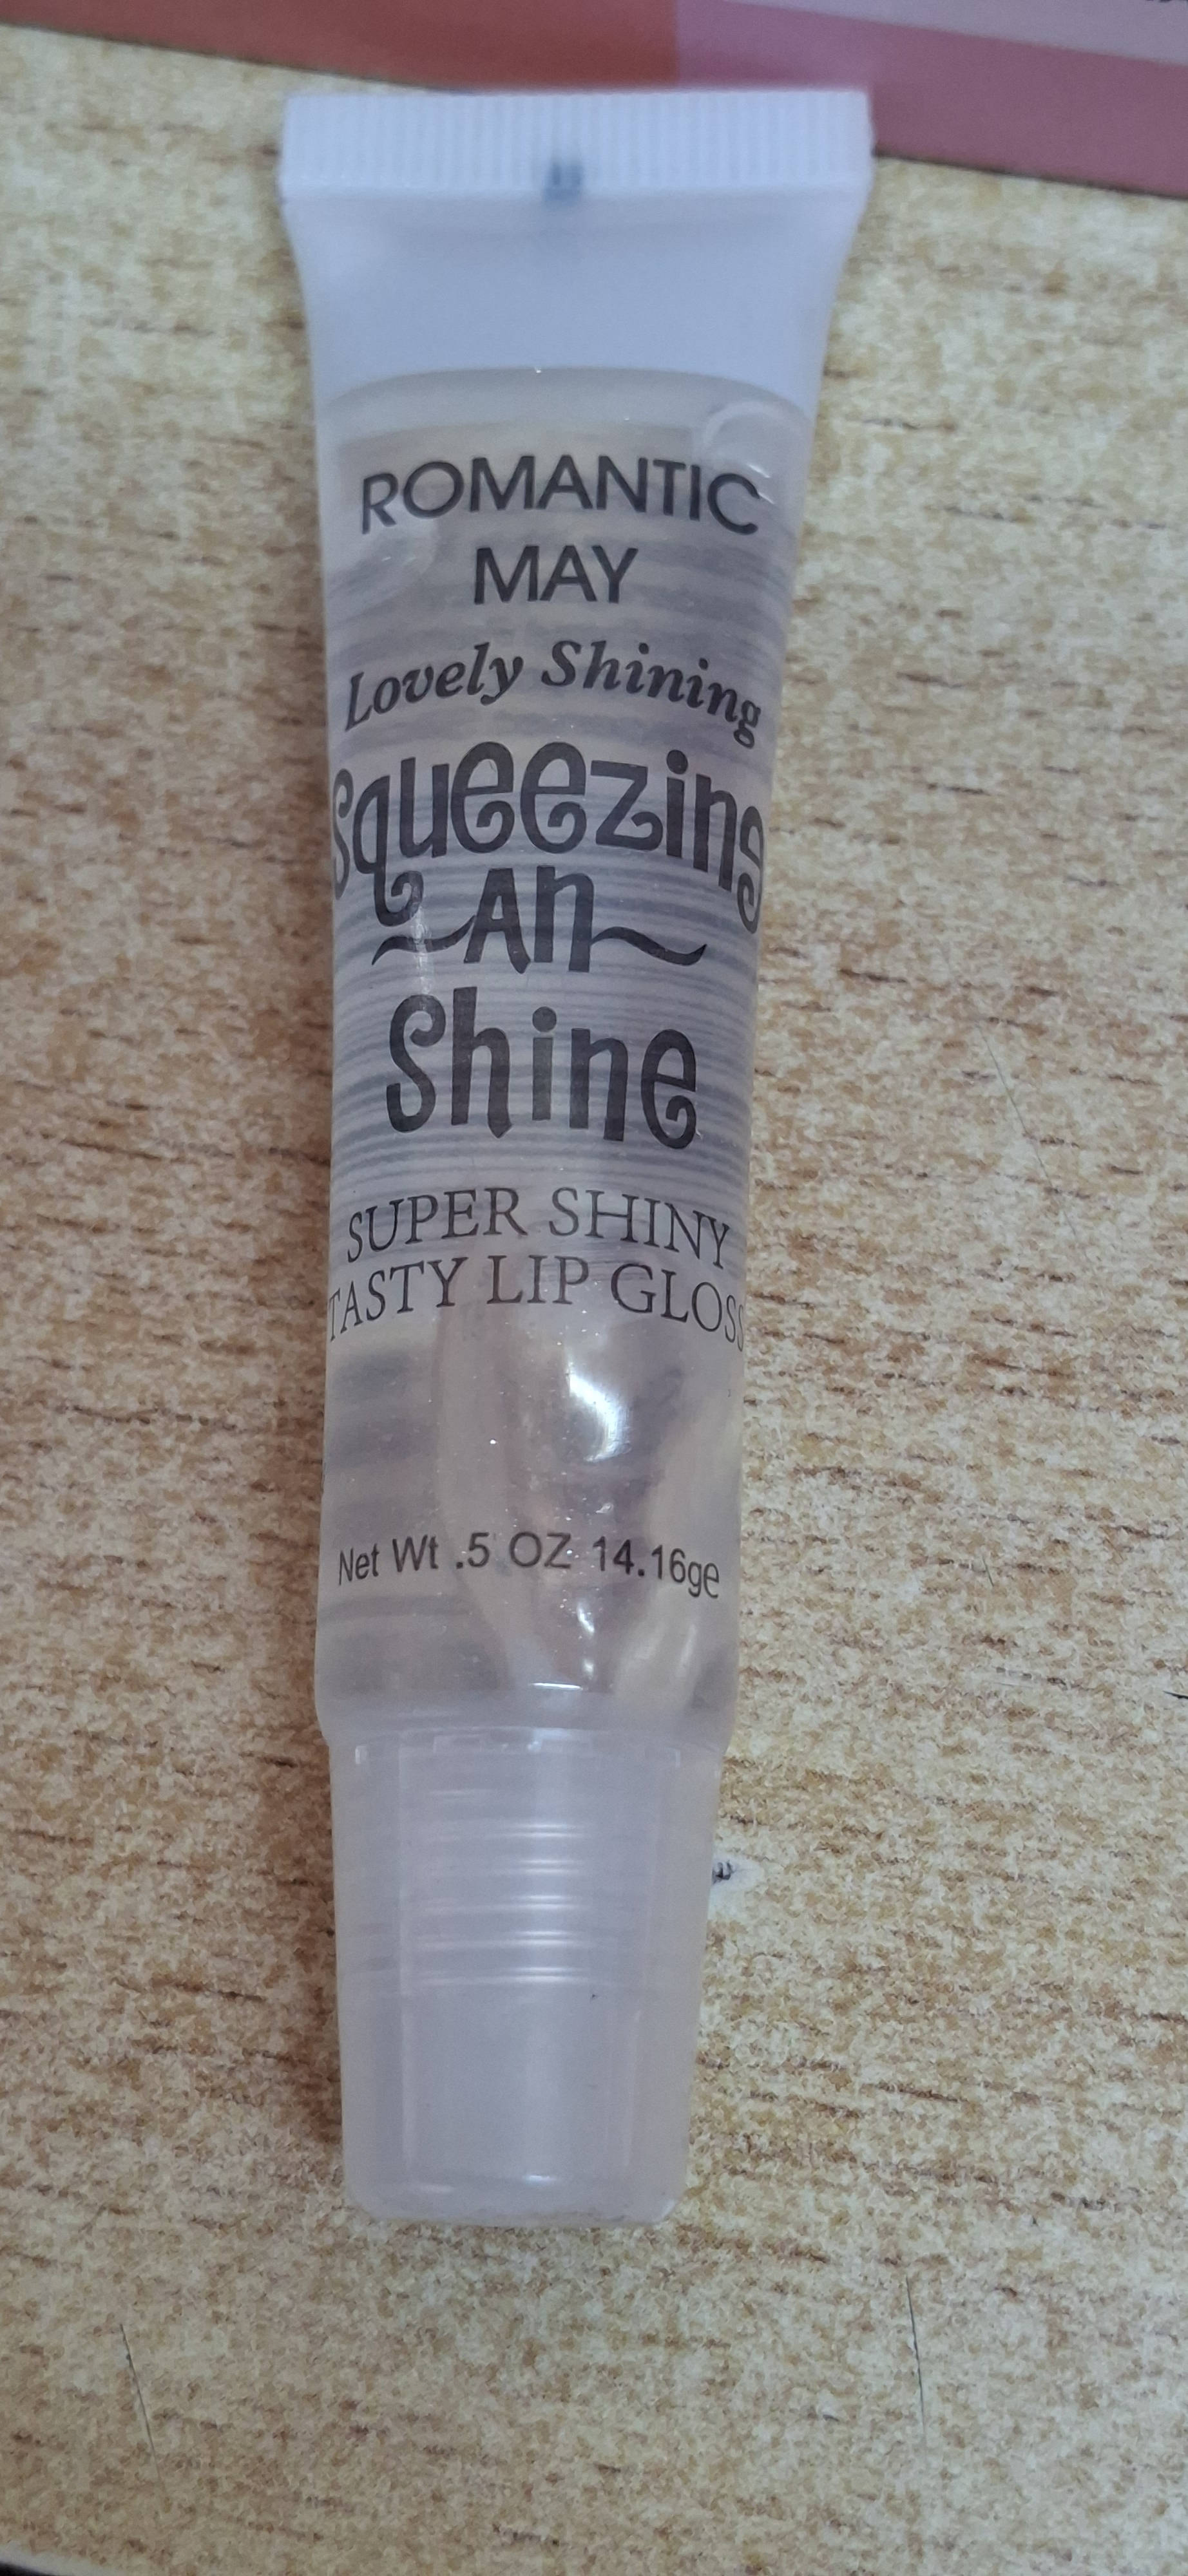 ROMANTIC
MAY
Lovely Shining
Squeezing
An
Shine
SUPER SHINY
TASTY LIP GLOSS
Net Wt .5 OZ 14.16ge